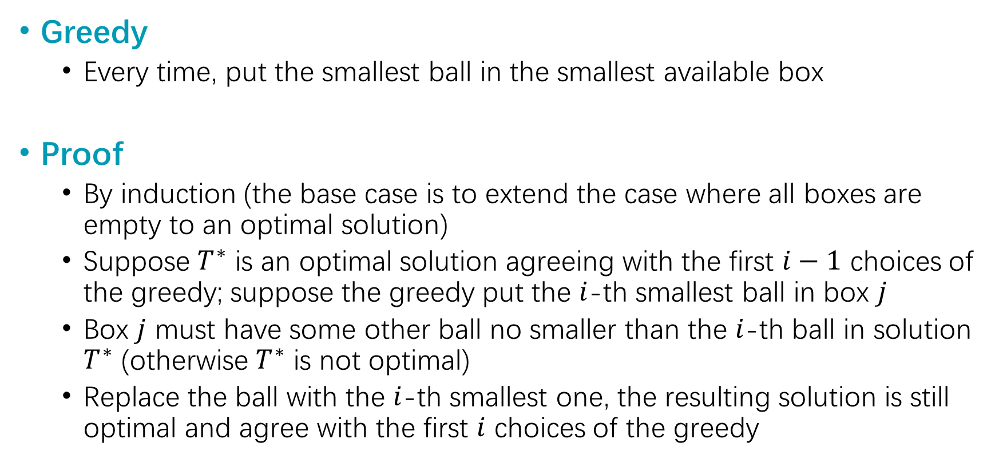 • Greedy
• Every time, put the smallest ball in the smallest available box
• Proof
• By induction (the base case is to extend the case where all boxes are
empty to an optimal solution)
• Suppose T* is an optimal solution agreeing with the first i − 1 choices of
the greedy; suppose the greedy put the i-th smallest ball in box j
• Box j must have some other ball no smaller than the i-th ball in solution
T* (otherwise T* is not optimal)
• Replace the ball with the i-th smallest one, the resulting solution is still
optimal and agree with the first i choices of the greedy